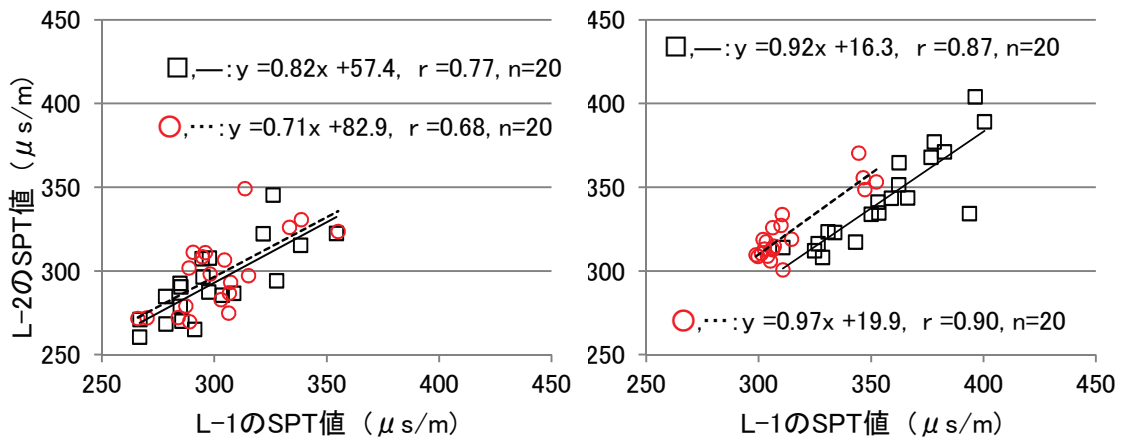 450
400
350
300
250
L-2のSPT値（μs/m）
□,―：y =0.82x +57.4, r =0.77, n=20
○,…：y =0.71x +82.9, r =0.68, n=20
250 300 350 400 450
L-1のSPT値（μs/m）
450
400
350
300
250
□,―：y =0.92x +16.3, r =0.87, n=20
○,…：y =0.97x +19.9, r =0.90, n=20
250 300 350 400 450
L-1のSPT値（μs/m）